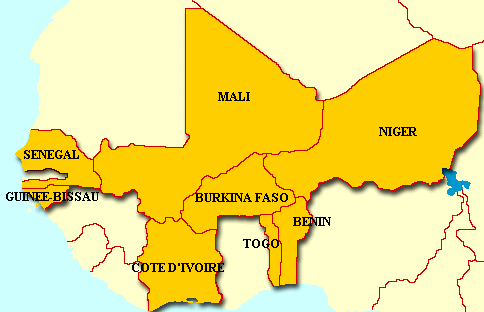 MALI
NIGER
SENEGAL
GUINEE-BISSAU
BURKINA FASO
BENIN
TOGO
COTE D'IVOIRE